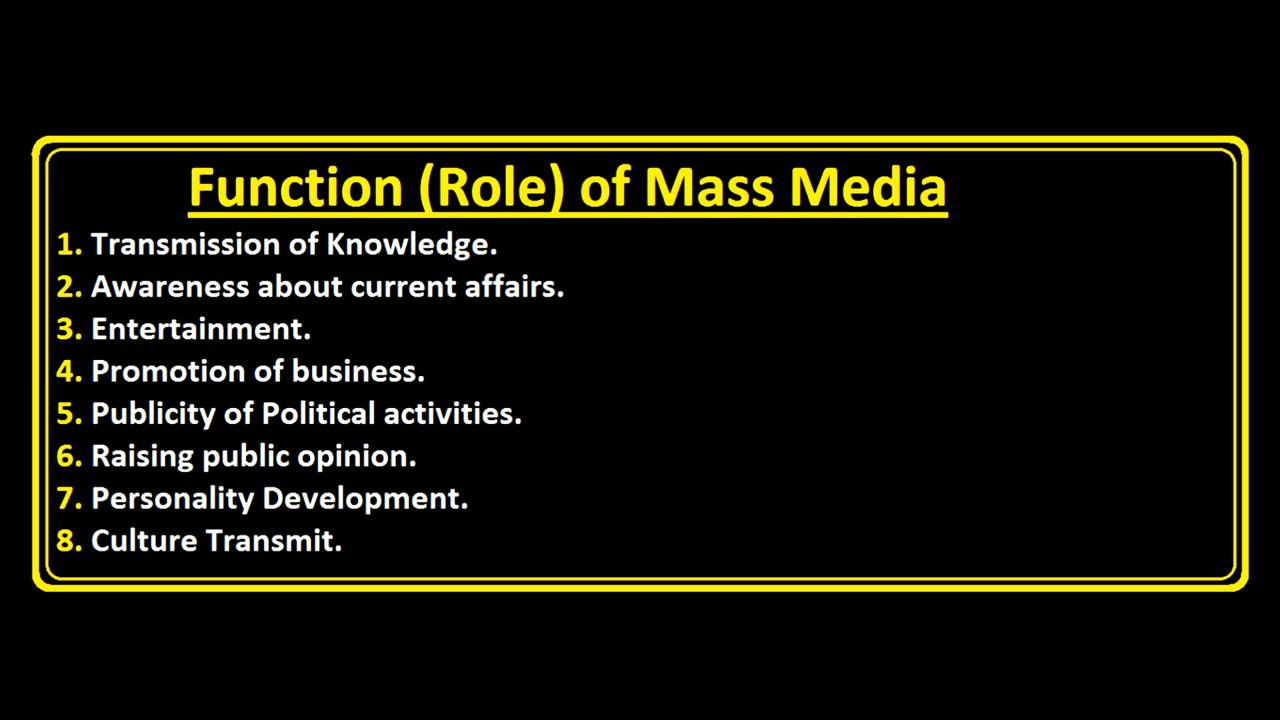 Function (Role) of Mass Media
1. Transmission of Knowledge.
2. Awareness about current affairs.
3. Entertainment.
4. Promotion of business.
5. Publicity of Political activities.
6. Raising public opinion.
7. Personality Development.
8. Culture Transmit.